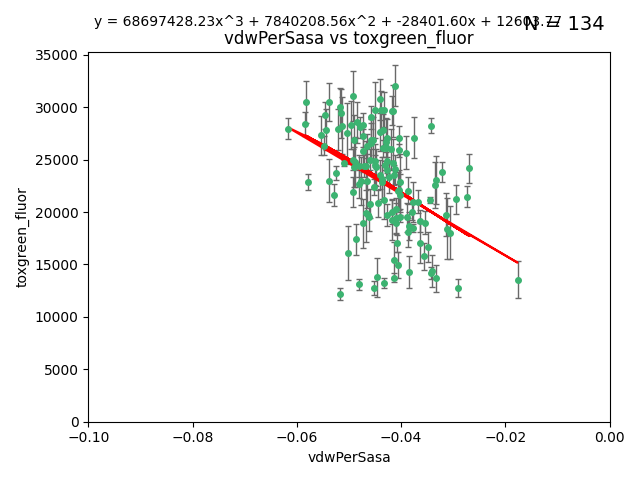 y = 68697428.23x^3 + 7840208.56x^2 + -28401.60x + 12603.77
N = 134
vdwPerSasa vs toxgreen_fluor
35000
30000
25000
20000
15000
10000
5000
0
toxgreen_fluor
−0.10 −0.08 −0.06 −0.04 −0.02 0.00
vdwPerSasa